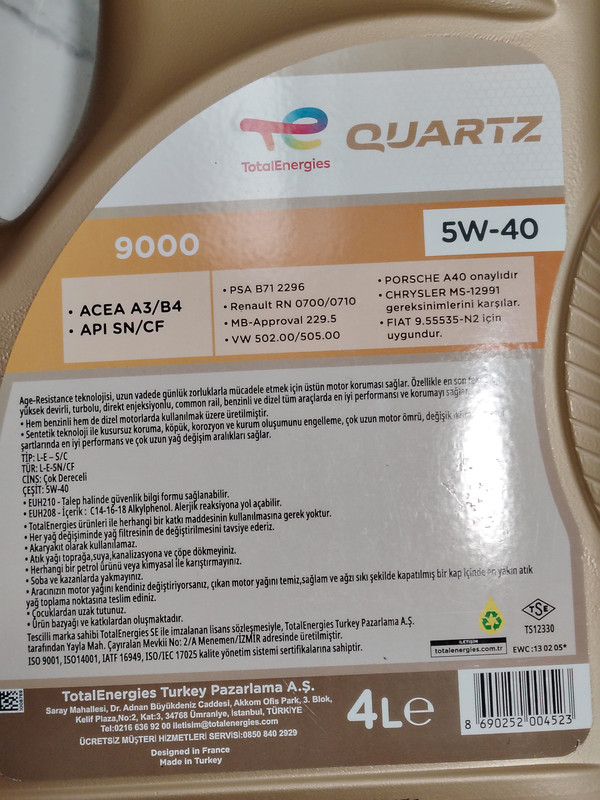 TotalEnergies
QUARTZ
9000
5W-40
• ACEA A3/B4
• API SN/CF
• PSA B71 2296
• Renault RN 0700/0710
• MB-Approval 229.5
• VW 502.00/505.00
• PORSCHE A40 onaylıdır
• CHRYSLER MS-12991
gereksinimlerini karşılar.
• FIAT 9.55535-N2 için
uygundur.
Age-Resistance teknolojisi, uzun vadede günlük zorluklarla mücadele etmek için üstün motor koruması sağlar. Özellikle en son
yüksek devirli, turbolu, direkt enjeksiyonlu, common rail, benzinli ve dizel tüm araçlarda en iyi performansı ve korumayı sağlar.
• Hem benzinli hem de dizel motorlarda kullanılmak üzere üretilmiştir.
• Sentetik teknoloji ile kusursuz koruma, köpük, korozyon ve kurum oluşumunu engelleme, çok uzun motor ömrü, değişik
şartlarında en iyi performans ve çok uzun yağ değişim aralıkları sağlar.
TİP: L-E – S/C
TÜR: L-E-SN/CF
CİNS: Çok Dereceli
ÇEŞİT: 5W-40
• EUH210 - Talep halinde güvenlik bilgi formu sağlanabilir.
• EUH208 - İçerik : C14-16-18 Alkylphenol. Alerjik reaksiyona yol açabilir.
• TotalEnergies ürünleri ile herhangi bir katkı maddesinin kullanılmasına gerek yoktur.
• Her yağ değişiminde yağ filtresinin de değiştirilmesini tavsiye ederiz.
• Akaryakıt olarak kullanılamaz.
• Atık yağı toprağa,suya,kanalizasyona ve çöpe dökmeyiniz.
• Herhangi bir petrol ürünü veya kimyasal ile karıştırmayınız.
• Soba ve kazanlarda yakmayınız.
• Aracınızın motor yağını kendiniz değiştiriyorsanız, çıkan motor yağını temiz,sağlam ve ağzı sıkı şekilde kapatılmış bir kap içinde en yakın atık
yağ toplama noktasına teslim ediniz.
• Çocuklardan uzak tutunuz.
• Ürün bazyağı ve katkılardan oluşmaktadır.
Tescilli marka sahibi TotalEnergies SE ile imzalanan lisans sözleşmesiyle, TotalEnergies Turkey Pazarlama A.Ş.
tarafından Yayla Mah. Çayıralan Mevkii No: 2/A Menemen/İZMİR adresinde üretilmiştir.
ISO 9001, ISO14001, IATF 16949, ISO/IEC 17025 kalite yönetim sistemi sertifikalarına sahiptir.
İLETİŞİM
totalenergies.com.tr
TSE
TS12330
EWC :13 02 05*
TotalEnergies Turkey Pazarlama A.Ş.
Saray Mahallesi, Dr. Adnan Büyükdeniz Caddesi, Akkom Ofis Park, 3. Blok,
Kelif Plaza,No:2, Kat:3, 34768 Ümraniye, İstanbul, TÜRKİYE
Tel:0216 636 92 00 iletisim@totalenergies.com
ÜCRETSİZ MÜŞTERİ HİZMETLERİ SERVİSİ:0850 840 2929
Designed in France
Made in Turkey
4L℮
8 690252 004523